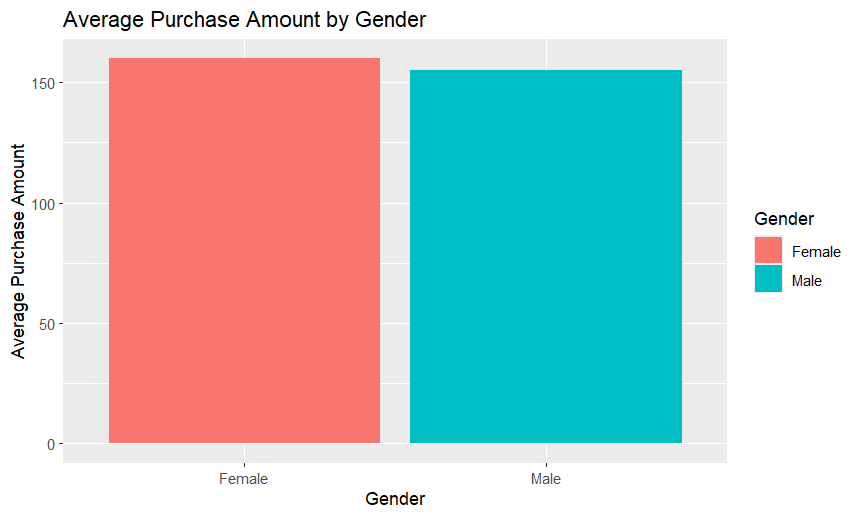 Average Purchase Amount by Gender
Average Purchase Amount
150
100
50
0
Female
Male
Gender
Gender
Female
Male